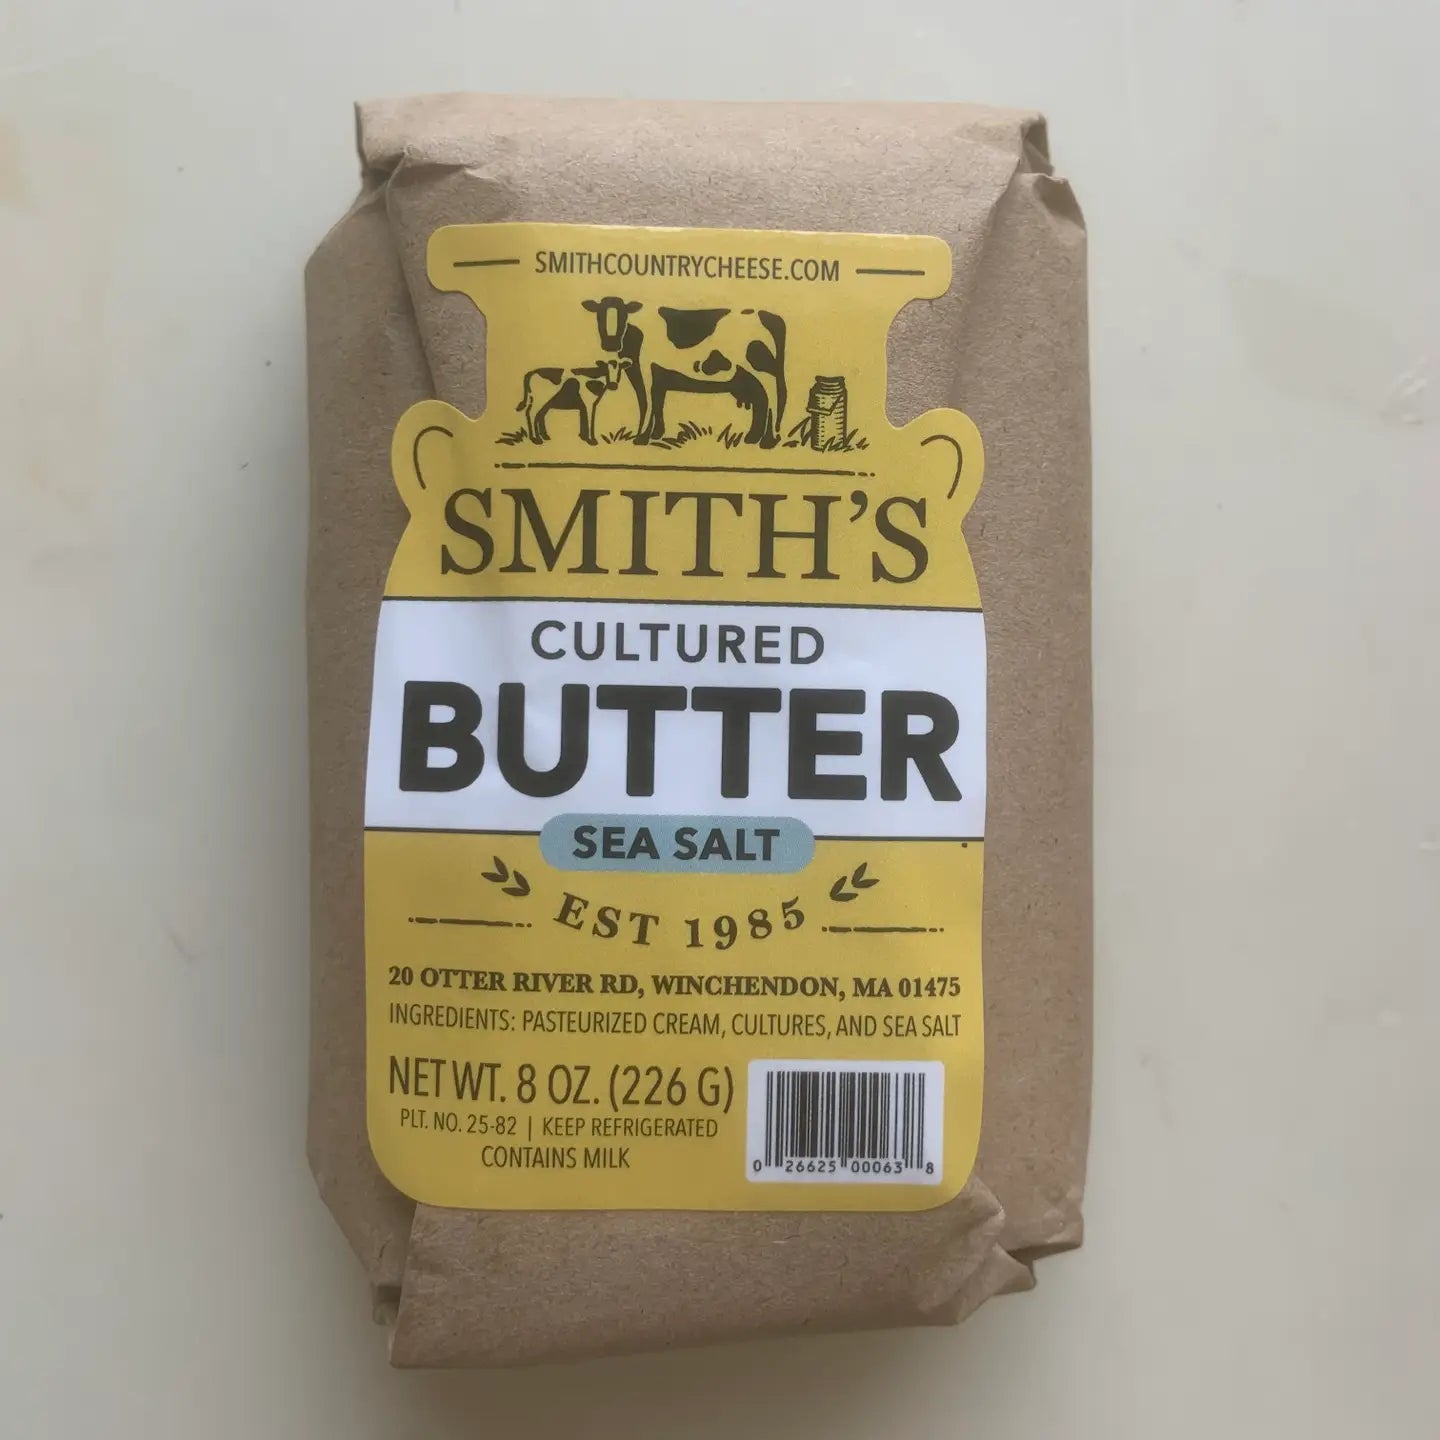 SMITHCOUNTRYCHEESE.COM
SMITH'S
CULTURED
BUTTER
SEA SALT
EST 1985
20 OTTER RIVER RD, WINCHENDON, MA 01475
INGREDIENTS: PASTEURIZED CREAM, CULTURES, AND SEA SALT
NET WT. 8 OZ. (226 G)
PLT. NO. 25-82 | KEEP REFRIGERATED
CONTAINS MILK
0 26625 00063 8